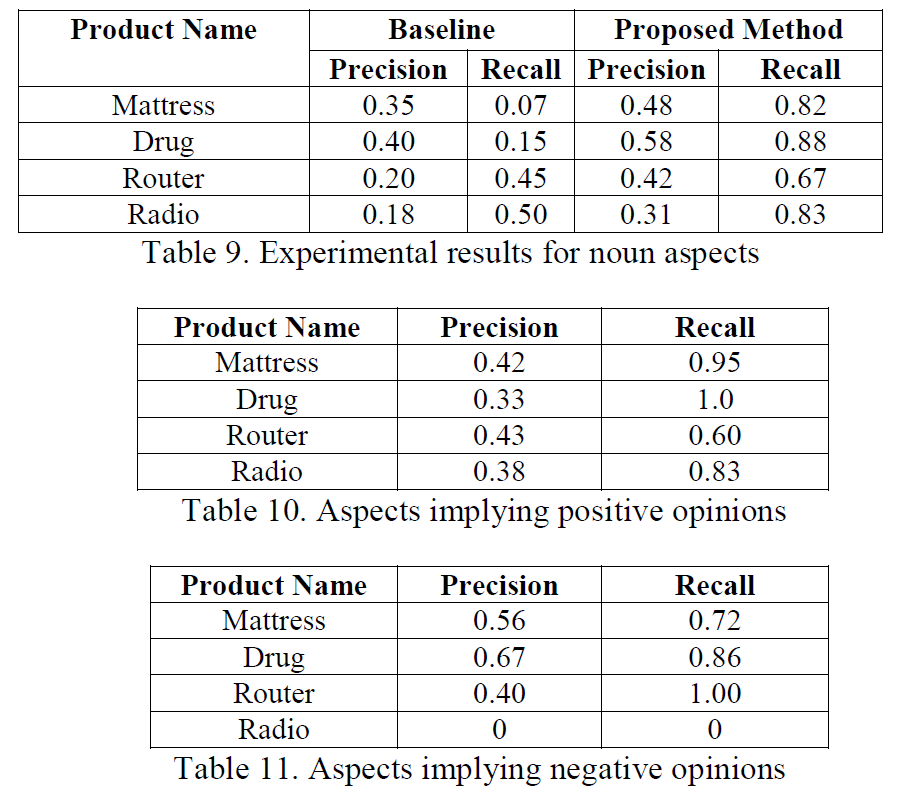 Product Name Baseline Proposed Method
Precision Recall Precision Recall
Mattress 0.35 0.07 0.48 0.82
Drug 0.40 0.15 0.58 0.88
Router 0.20 0.45 0.42 0.67
Radio 0.18 0.50 0.31 0.83
Table 9. Experimental results for noun aspects
Product Name Precision Recall
Mattress 0.42 0.95
Drug 0.33 1.0
Router 0.43 0.60
Radio 0.38 0.83
Table 10. Aspects implying positive opinions
Product Name Precision Recall
Mattress 0.56 0.72
Drug 0.67 0.86
Router 0.40 1.00
Radio 0 0
Table 11. Aspects implying negative opinions